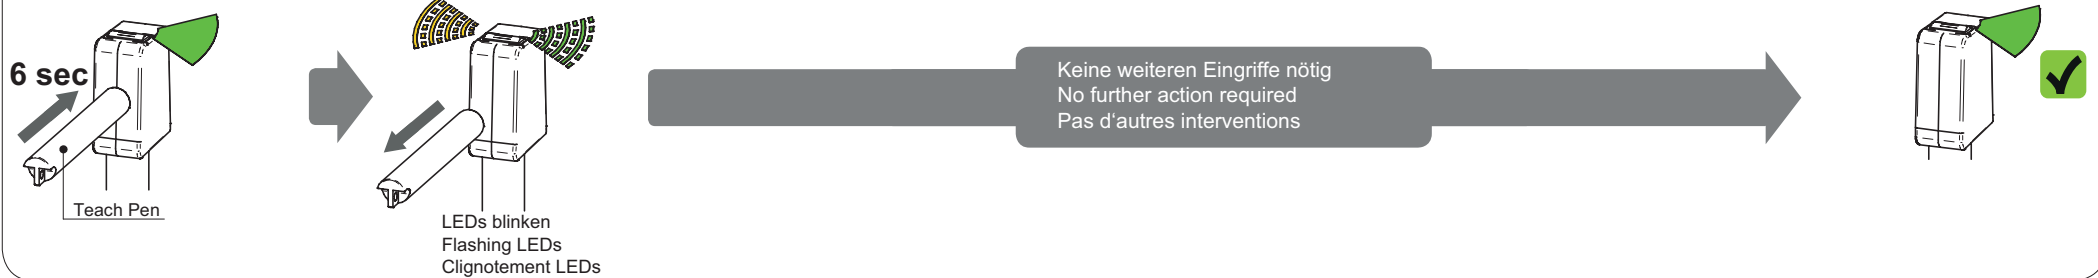 6 sec
Teach Pen
LEDs blinken
Flashing LEDs
Clignotement LEDs
Keine weiteren Eingriffe nötig
No further action required
Pas d‘autres interventions